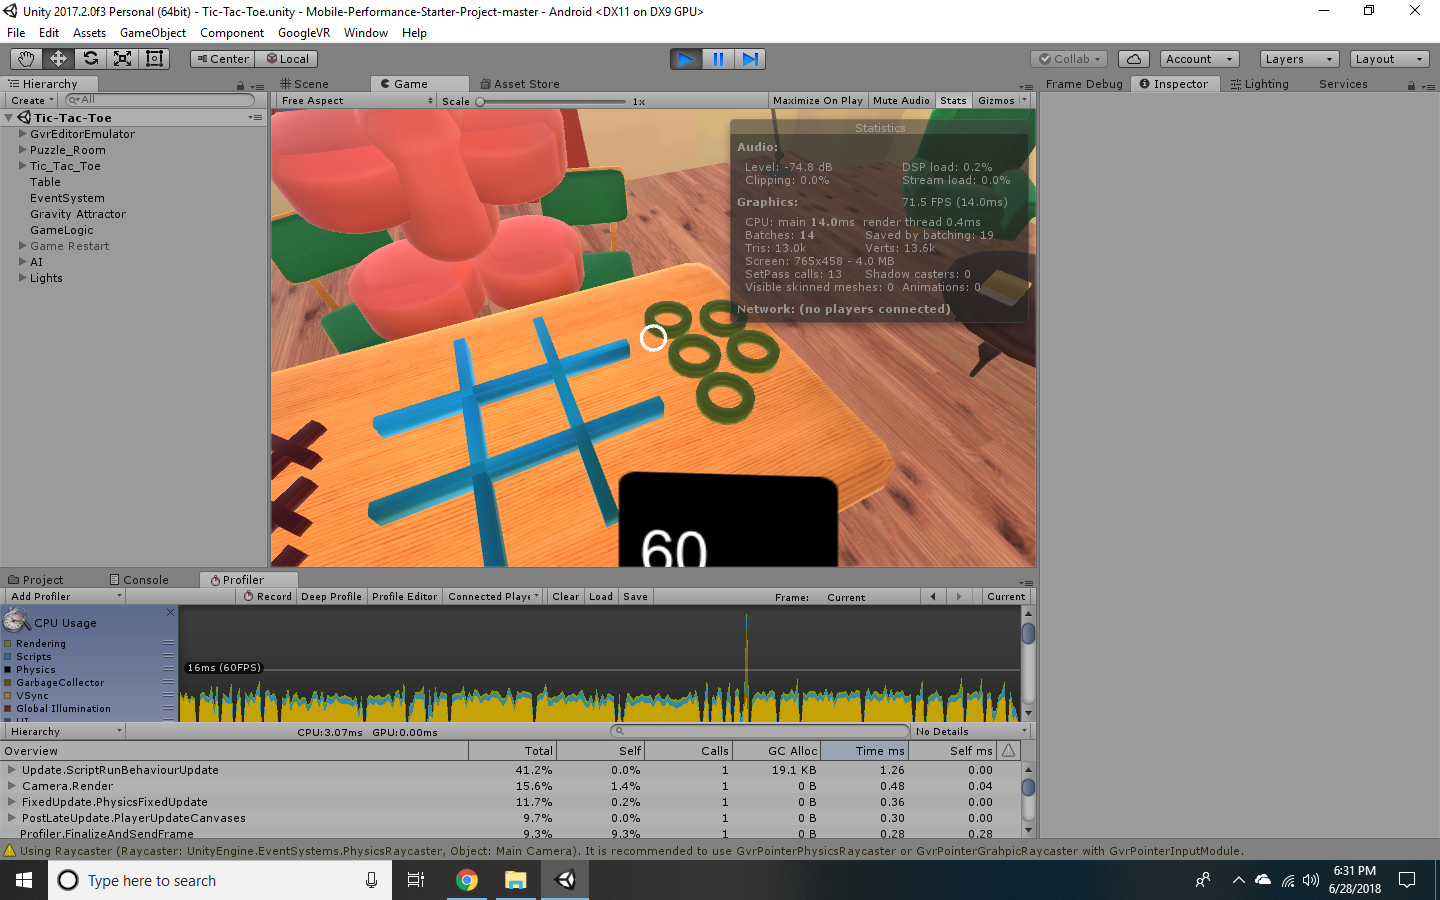 Unity 2017.2.0f3 Personal (64bit) - Tic-Tac-Toe.unity - Mobile-Performance-Starter-Project-master - Android <DX11 on DX9 GPU>
File Edit Assets GameObject Component GoogleVR Window Help
Center Local Collab Account Layers Layout
Hierarchy Scene Game Asset Store Frame Debug Inspector Lighting Services
Create All Free Aspect Scale 1x Maximize On Play Mute Audio Stats Gizmos
Tic-Tac-Toe
GvrEditorEmulator
Puzzle_Room
Tic_Tac_Toe
Table
EventSystem
Gravity Attractor
GameLogic
Game Restart
AI
Lights
Statistics
Audio:
Level: -74.8 dB DSP load: 0.2%
Clipping: 0.0% Stream load: 0.0%
Graphics: 71.5 FPS (14.0ms)
CPU: main 14.0ms render thread 0.4ms
Batches: 14 Saved by batching: 19
Tris: 13.0k Verts: 13.6k
Screen: 765x458 - 4.0 MB
SetPass calls: 13 Shadow casters: 0
Visible skinned meshes: 0 Animations: 0
Network: (no players connected)
60
Project Console Profiler
Add Profiler Record Deep Profile Profile Editor Connected Playe Clear Load Save Frame: Current Current
CPU Usage
Rendering
Scripts
Physics
GarbageCollector
VSync
Global Illumination
UI
16ms (60FPS)
Hierarchy CPU:3.07ms GPU:0.00ms No Details
Overview Total Self Calls GC Alloc Time ms Self ms
Update.ScriptRunBehaviourUpdate 41.2% 0.0% 1 19.1 KB 1.26 0.00
Camera.Render 15.6% 1.4% 1 0 B 0.48 0.04
FixedUpdate.PhysicsFixedUpdate 11.7% 0.2% 1 0 B 0.36 0.00
PostLateUpdate.PlayerUpdateCanvases 9.7% 0.0% 1 0 B 0.30 0.00
Profiler.FinalizeAndSendFrame 9.3% 9.3% 1 0 B 0.28 0.28
Using Raycaster (Raycaster: UnityEngine.EventSystems.PhysicsRaycaster, Object: Main Camera). It is recommended to use GvrPointerPhysicsRaycaster or GvrPointerGrahpicRaycaster with GvrPointerInputModule.
Type here to search
6:31 PM
6/28/2018